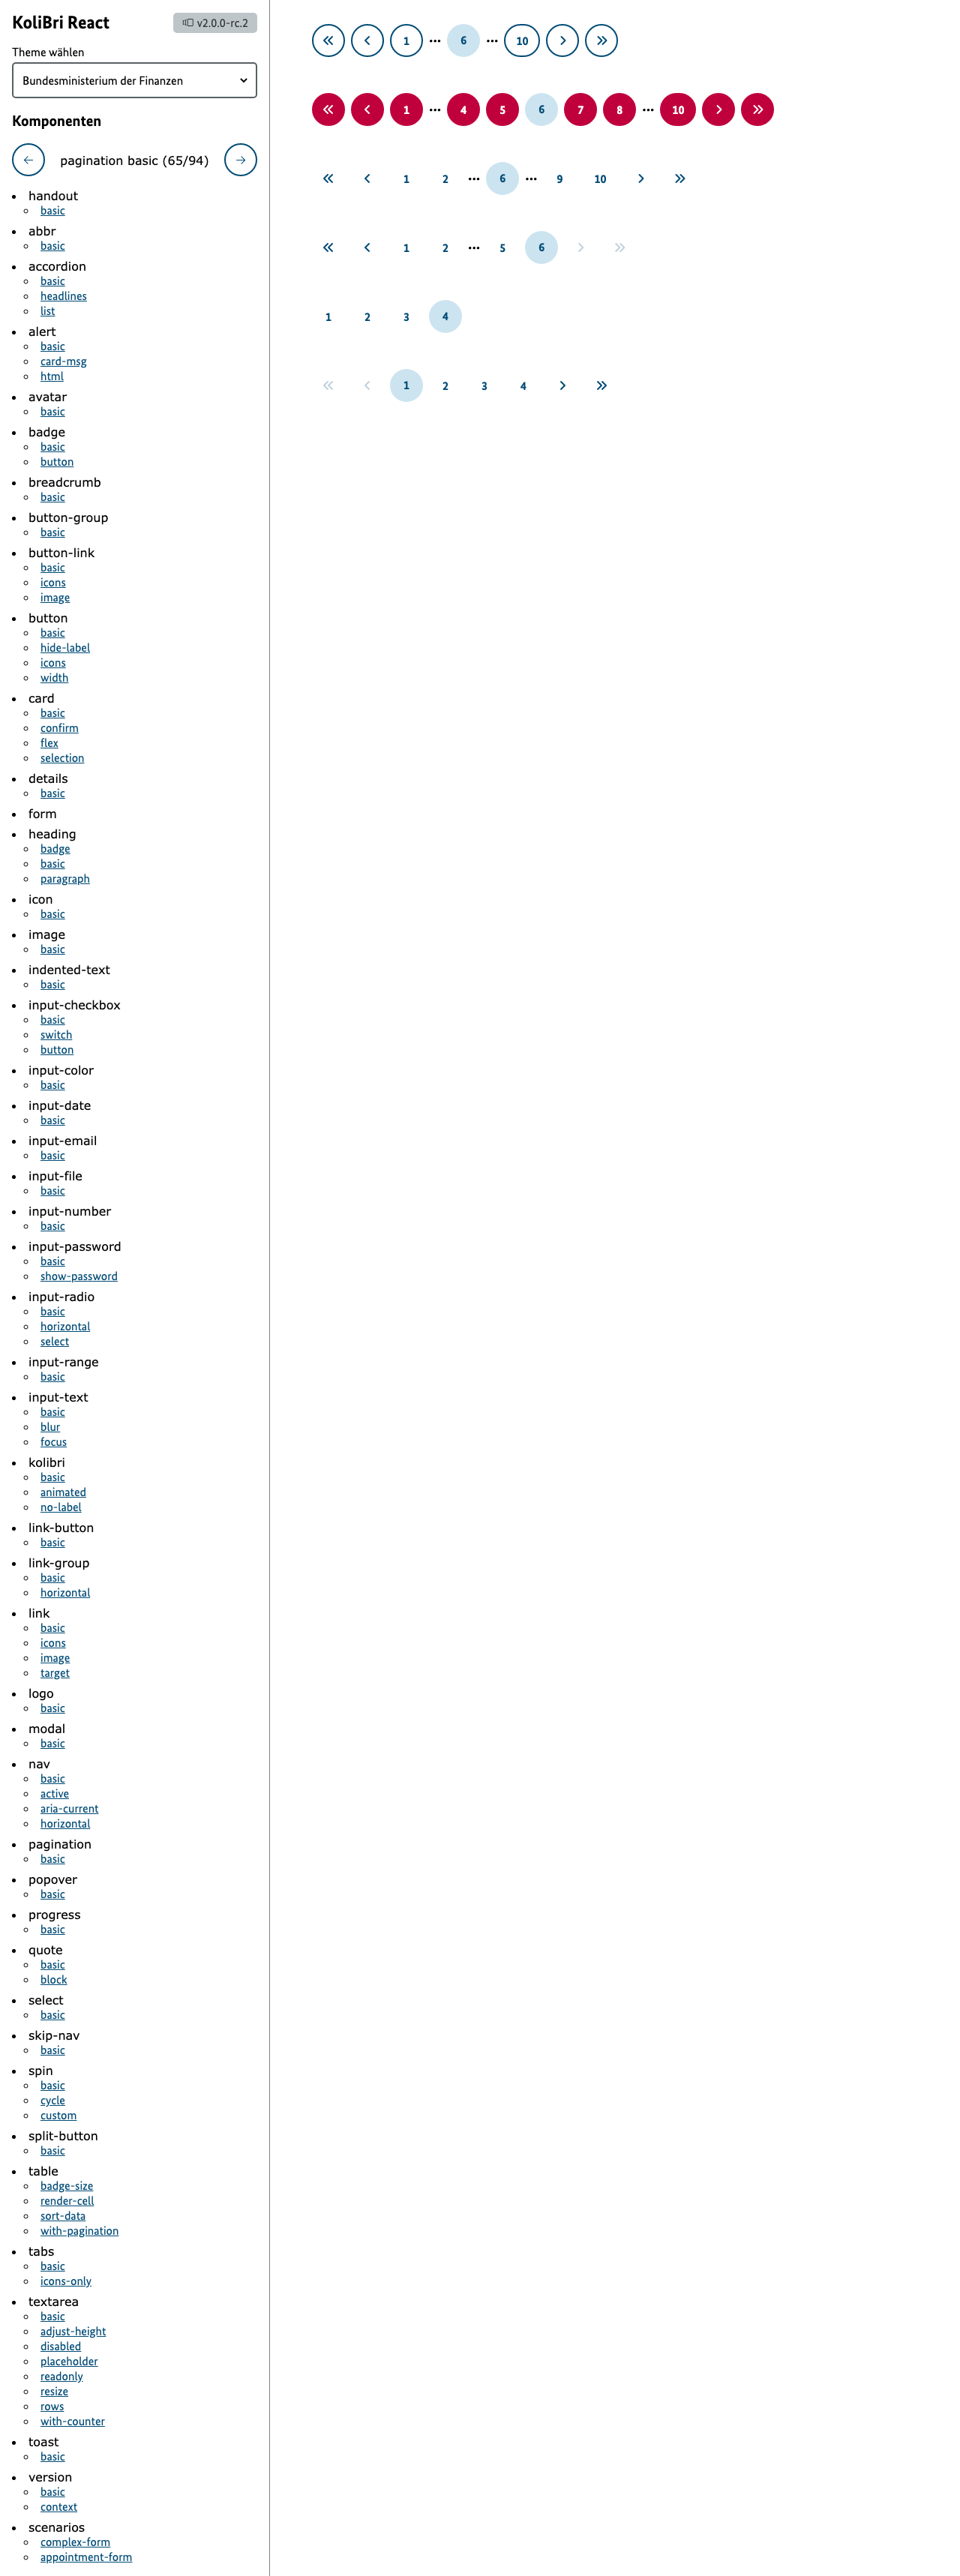 KoliBri React
v2.0.0-rc.2
Theme wählen
Bundesministerium der Finanzen
Komponenten
pagination basic (65/94)
handout
basic
abbr
basic
accordion
basic
headlines
list
alert
basic
card-msg
html
avatar
basic
badge
basic
button
breadcrumb
basic
button-group
basic
button-link
basic
icons
image
button
basic
hide-label
icons
width
card
basic
confirm
flex
selection
details
basic
form
heading
badge
basic
paragraph
icon
basic
image
basic
indented-text
basic
input-checkbox
basic
switch
button
input-color
basic
input-date
basic
input-email
basic
input-file
basic
input-number
basic
input-password
basic
show-password
input-radio
basic
horizontal
select
input-range
basic
input-text
basic
blur
focus
kolibri
basic
animated
no-label
link-button
basic
link-group
basic
horizontal
link
basic
icons
image
target
logo
basic
modal
basic
nav
basic
active
aria-current
horizontal
pagination
basic
popover
basic
progress
basic
quote
basic
block
select
basic
skip-nav
basic
spin
basic
cycle
custom
split-button
basic
table
badge-size
render-cell
sort-data
with-pagination
tabs
basic
icons-only
textarea
basic
adjust-height
disabled
placeholder
readonly
resize
rows
with-counter
toast
basic
version
basic
context
scenarios
complex-form
appointment-form
1 ••• 6 ••• 10
1 ••• 4 5 6 7 8 ••• 10
1 2 ••• 6 ••• 9 10
1 2 ••• 5 6
1 2 3 4
1 2 3 4